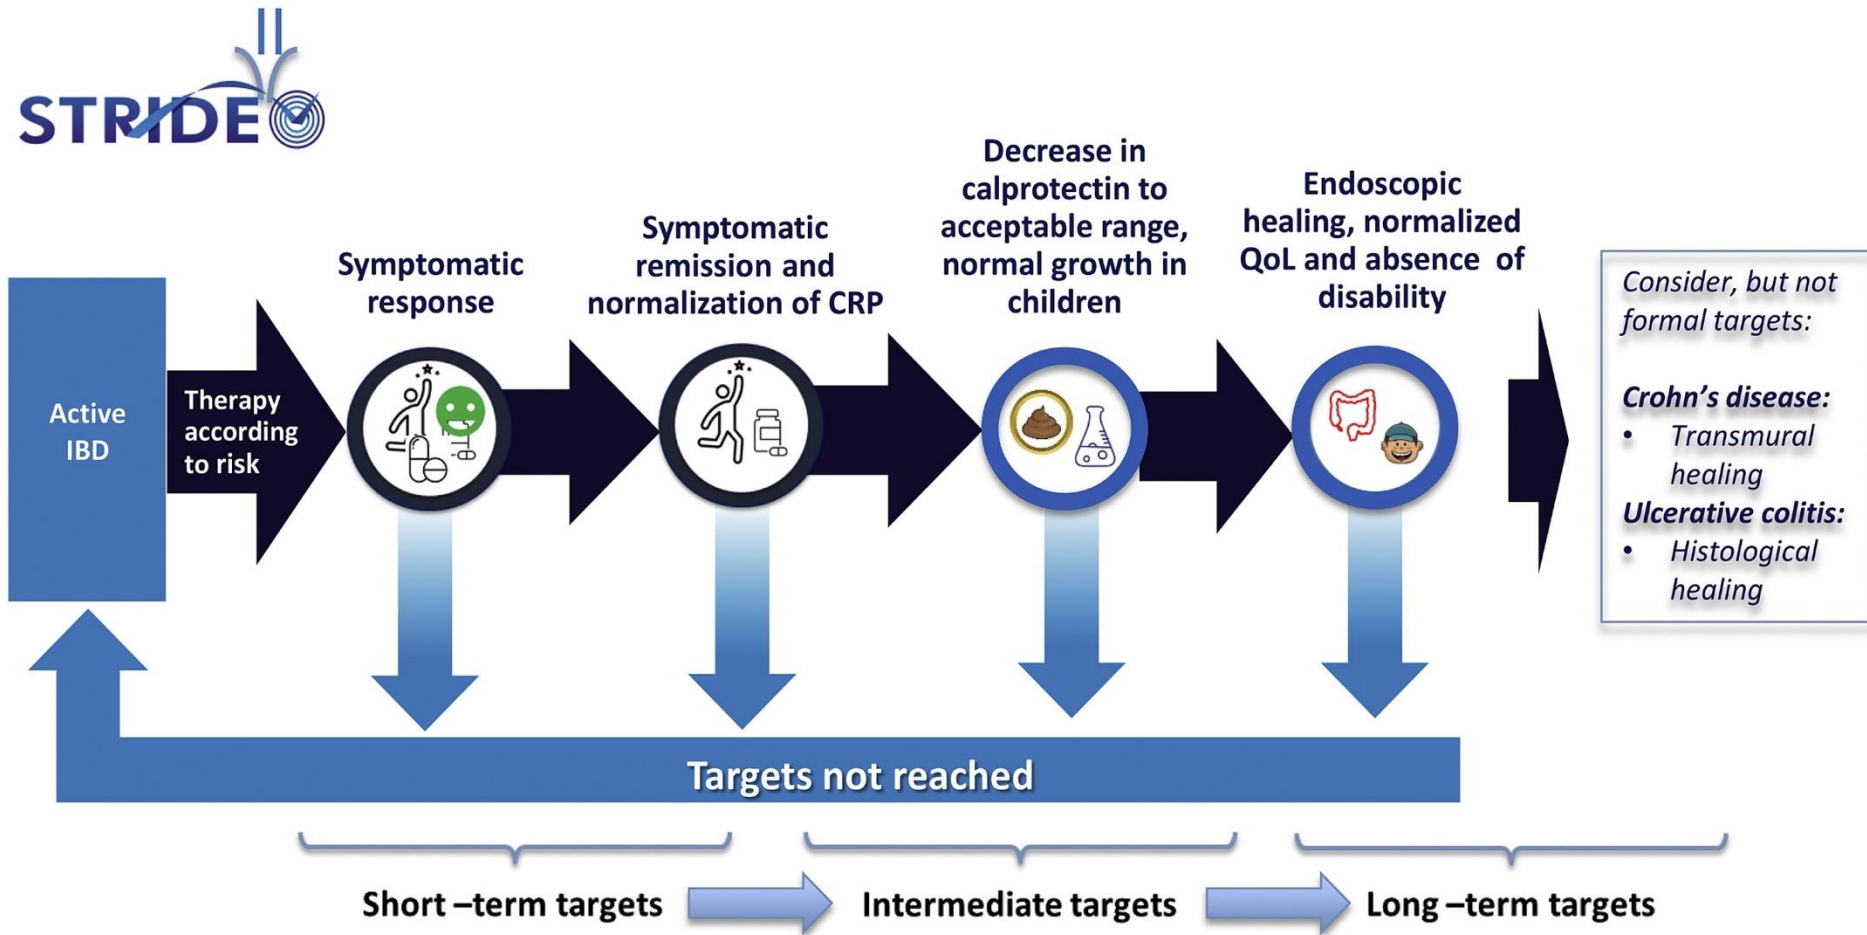 II
STRIDE
Symptomatic
response
Symptomatic
remission and
normalization of CRP
Decrease in
calprotectin to
acceptable range,
normal growth in
children
Endoscopic
healing, normalized
QoL and absence of
disability
Active
IBD
Therapy
according
to risk
Consider, but not
formal targets:
Crohn’s disease:
• Transmural
healing
Ulcerative colitis:
• Histological
healing
Targets not reached
Short –term targets
Intermediate targets
Long –term targets